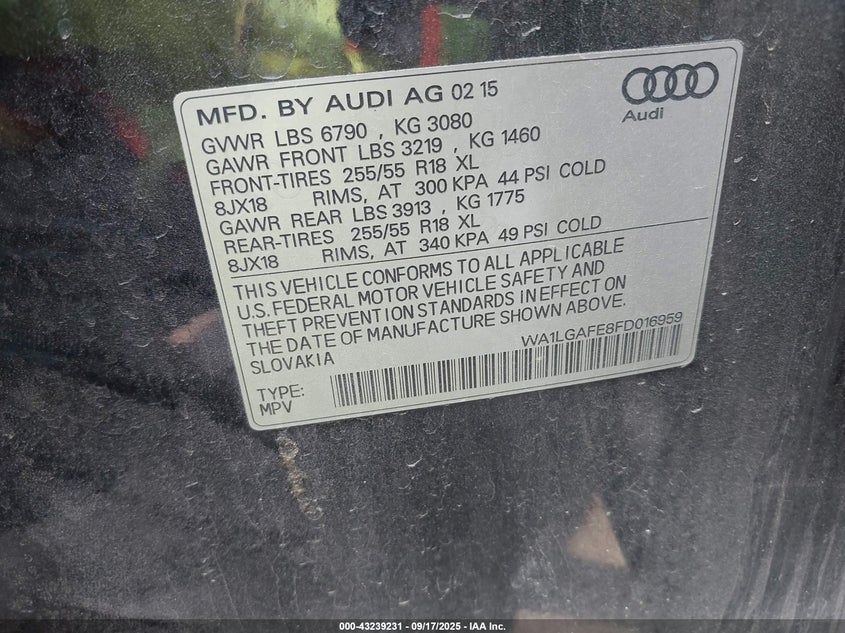 MFD. BY AUDI AG 02 15
Audi
GVWR LBS 6790 , KG 3080
GAWR FRONT LBS 3219 , KG 1460
FRONT-TIRES 255/55 R18 XL
8JX18 RIMS, AT 300 KPA 44 PSI COLD
GAWR REAR LBS 3913 , KG 1775
REAR-TIRES 255/55 R18 XL
8JX18 RIMS, AT 340 KPA 49 PSI COLD
THIS VEHICLE CONFORMS TO ALL APPLICABLE
U.S. FEDERAL MOTOR VEHICLE SAFETY AND
THEFT PREVENTION STANDARDS IN EFFECT ON
THE DATE OF MANUFACTURE SHOWN ABOVE.
SLOVAKIA
WA1LGAFE8FD016959
TYPE:
MPV
000-43239231 - 09/17/2025 - IAA Inc.